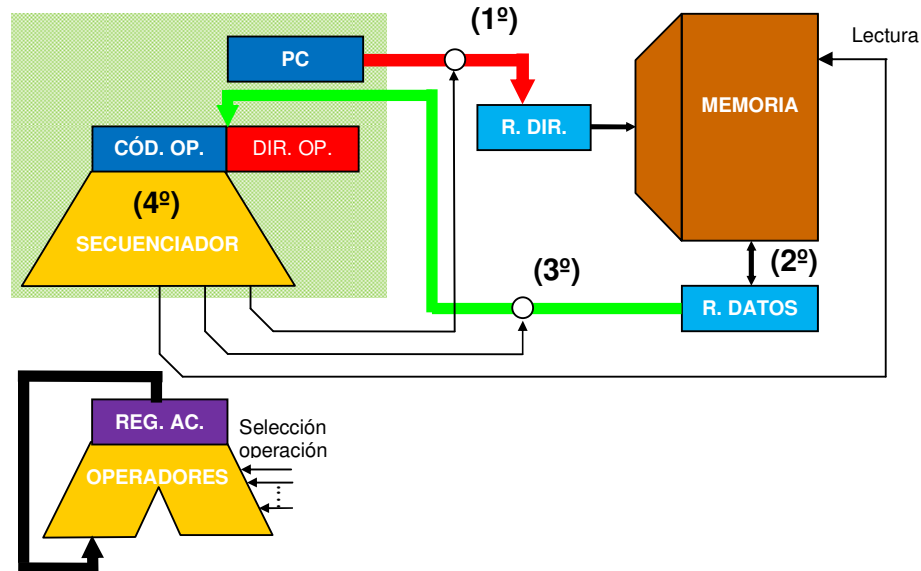 (1º)
Lectura
PC
MEMORIA
R. DIR.
CÓD. OP.
DIR. OP.
(4º)
SECUENCIADOR
(3º)
(2º)
R. DATOS
REG. AC.
Selección
operación
OPERADORES